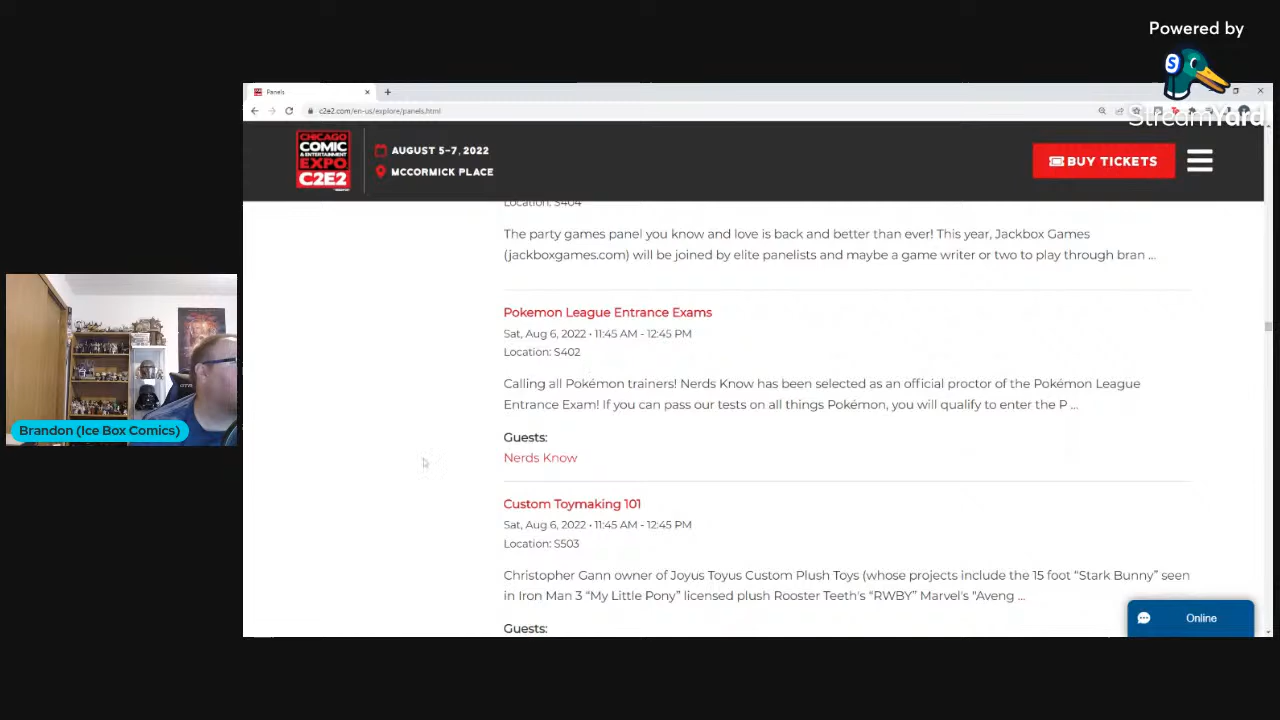 Powered by
StreamYard
Panels
c2e2.com/en-us/explore/panels.html
CHICAGO
COMIC
& ENTERTAINMENT
EXPO
C2E2
AUGUST 5-7, 2022
MCCORMICK PLACE
BUY TICKETS
Location: S404
The party games panel you know and love is back and better than ever! This year, Jackbox Games
(jackboxgames.com) will be joined by elite panelists and maybe a game writer or two to play through bran ...
Pokemon League Entrance Exams
Sat, Aug 6, 2022 • 11:45 AM - 12:45 PM
Location: S402
Calling all Pokémon trainers! Nerds Know has been selected as an official proctor of the Pokémon League
Entrance Exam! If you can pass our tests on all things Pokémon, you will qualify to enter the P ...
Guests:
Nerds Know
Custom Toymaking 101
Sat, Aug 6, 2022 • 11:45 AM - 12:45 PM
Location: S503
Christopher Gann owner of Joyus Toyus Custom Plush Toys (whose projects include the 15 foot “Stark Bunny” seen
in Iron Man 3 “My Little Pony” licensed plush Rooster Teeth's “RWBY” Marvel's “Aveng ...
Guests:
Online
Brandon (Ice Box Comics)